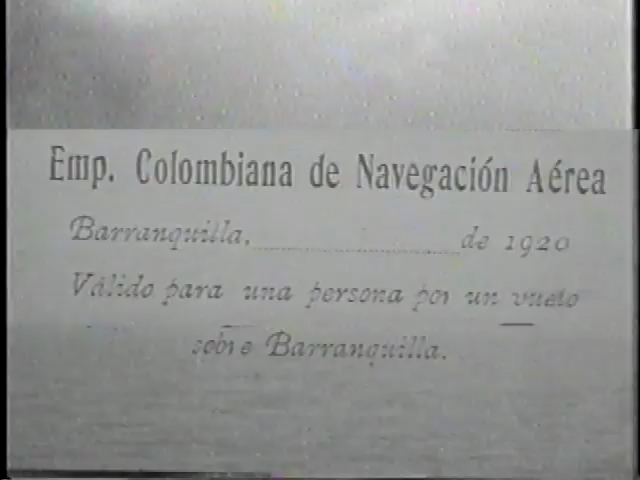 Emp. Colombiana de Navegación Aérea
Barranquilla, ........................ de 1920
Válido para una persona por un vuelo
sobre Barranquilla.